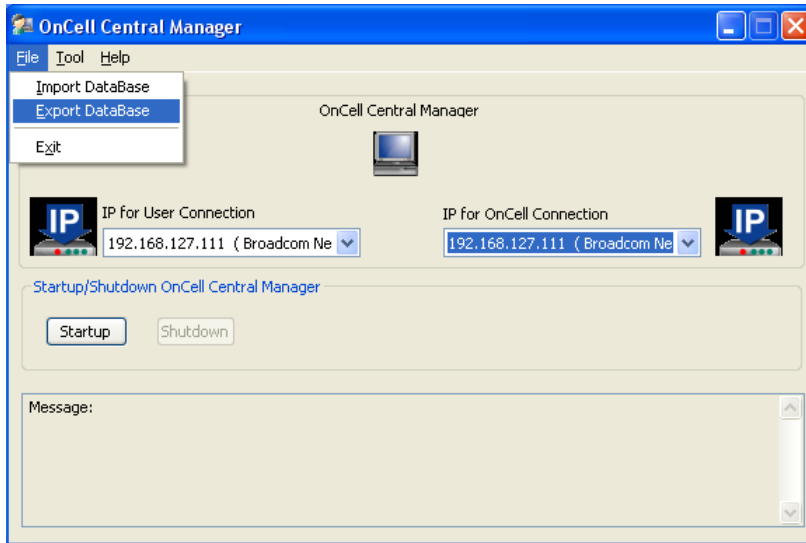 OnCell Central Manager
File Tool Help
Import DataBase
Export DataBase
Exit
OnCell Central Manager
IP
IP for User Connection
192.168.127.111 ( Broadcom Ne
IP for OnCell Connection
192.168.127.111 ( Broadcom Ne
IP
Startup/Shutdown OnCell Central Manager
Startup
Shutdown
Message: